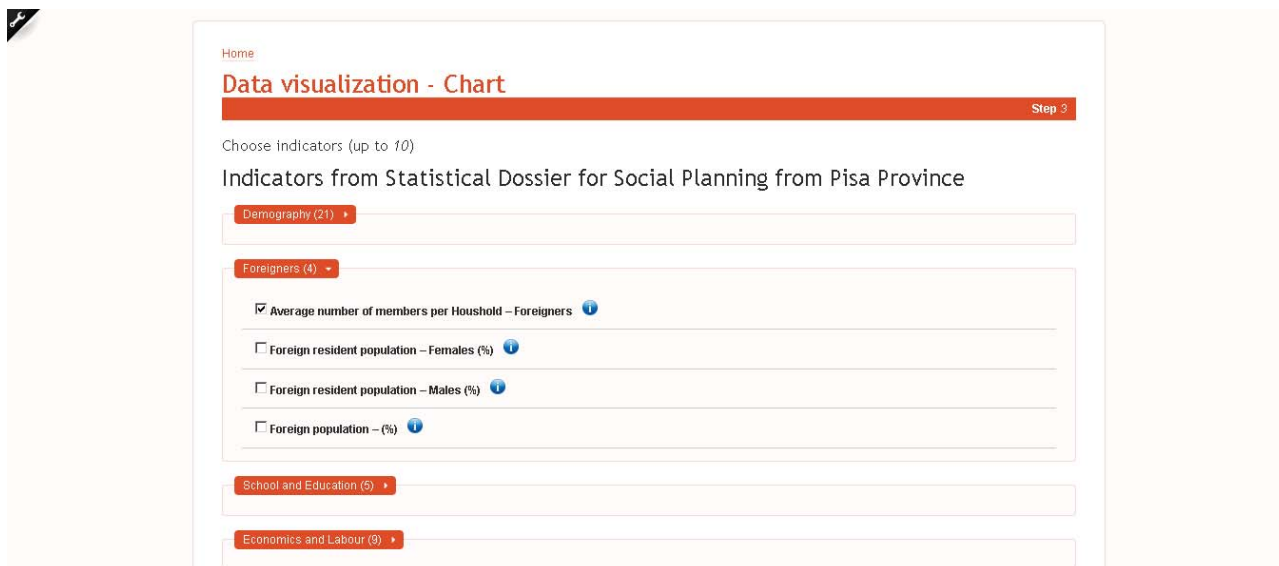 Home
Data visualization - Chart
Step 3
Choose indicators (up to 10)
Indicators from Statistical Dossier for Social Planning from Pisa Province
Demography (21)
Foreigners (4)
Average number of members per Houshold – Foreigners
Foreign resident population – Females (%)
Foreign resident population – Males (%)
Foreign population – (%)
School and Education (5)
Economics and Labour (9)